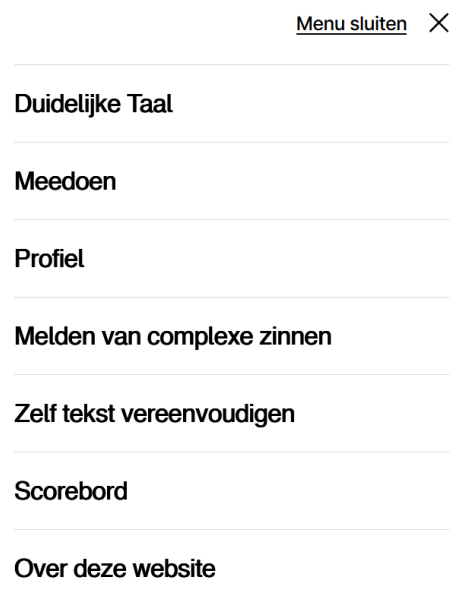 Menu sluiten
Duidelijke Taal
Meedoen
Profiel
Melden van complexe zinnen
Zelf tekst vereenvoudigen
Scorebord
Over deze website